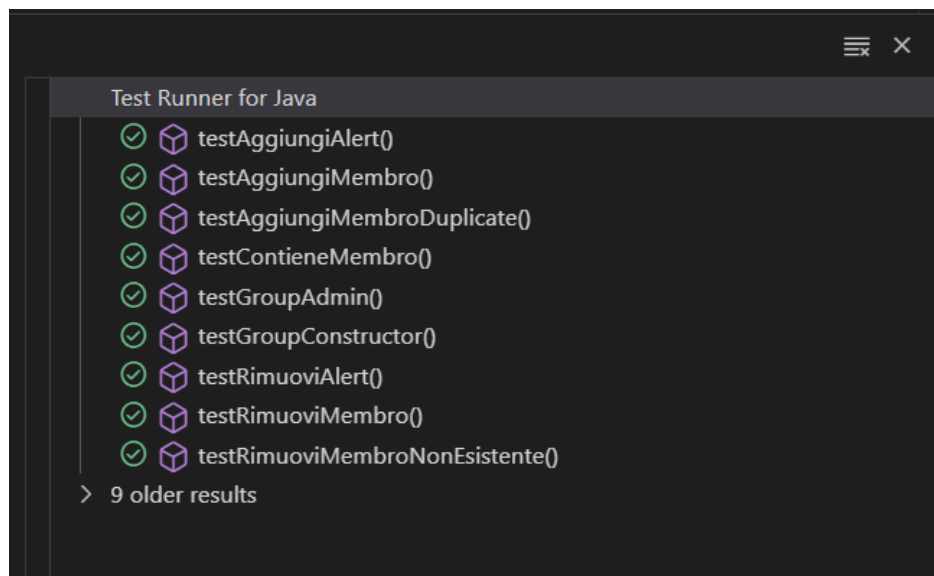 Test Runner for Java
testAggiungiAlert()
testAggiungiMembro()
testAggiungiMembroDuplicate()
testContieneMembro()
testGroupAdmin()
testGroupConstructor()
testRimuoviAlert()
testRimuoviMembro()
testRimuoviMembroNonEsistente()
9 older results